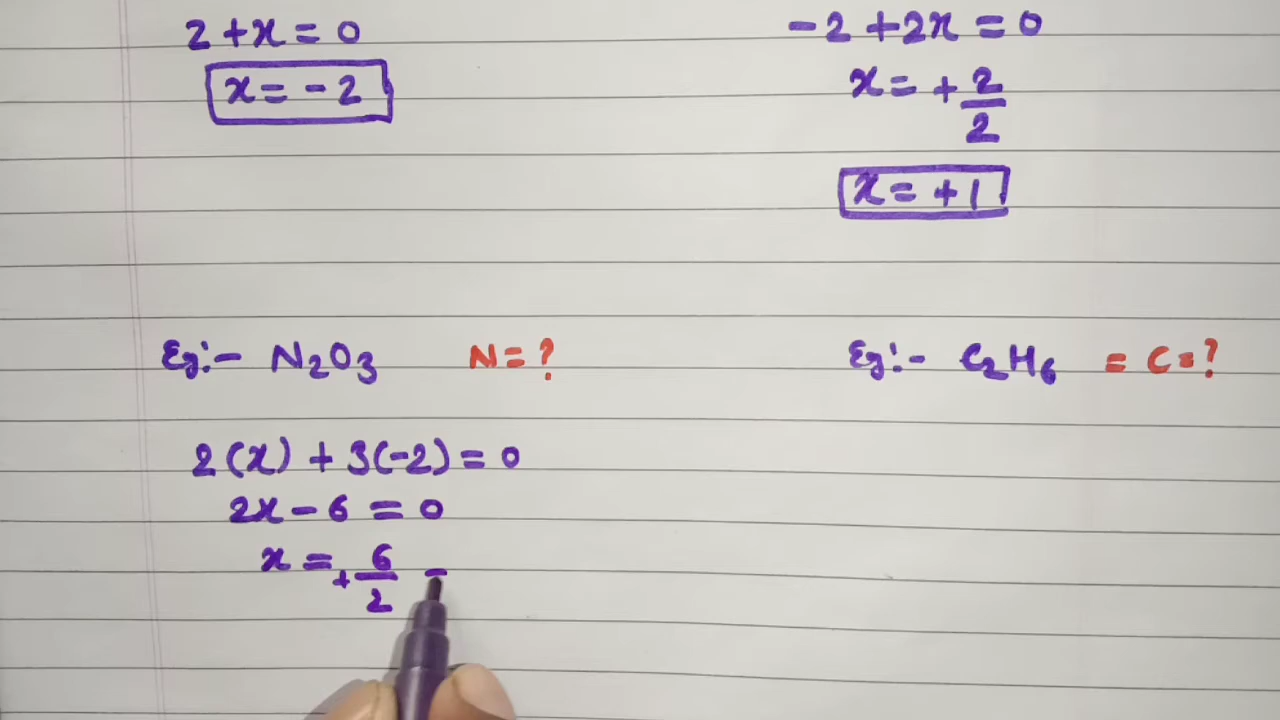 2 + x = 0
x = - 2
-2 + 2x = 0
x = + 2/2
x = + 1
Eg:- N2O3 N = ?
2(x) + 3(-2) = 0
2x - 6 = 0
x = + 6/2 -
Eg:- C2H6 = C = ?